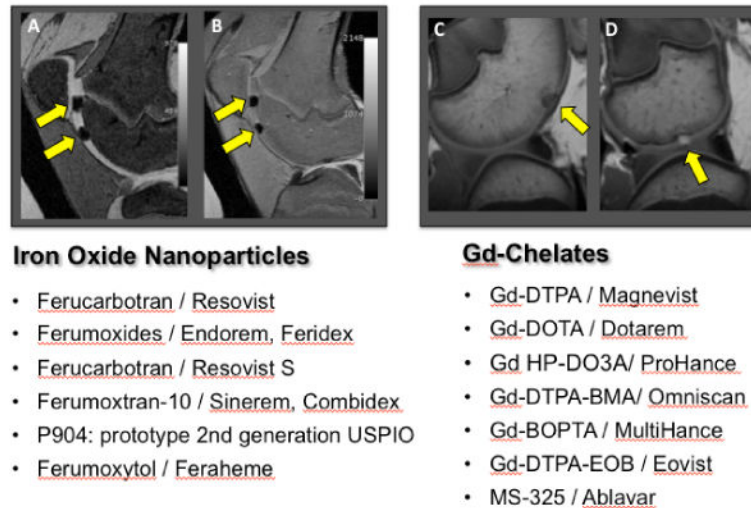 A
B
C
D
2148
1074
Iron Oxide Nanoparticles
• Ferucarbotran / Resovist
• Ferumoxides / Endorem, Feridex
• Ferucarbotran / Resovist S
• Ferumoxtran-10 / Sinerem, Combidex
• P904: prototype 2nd generation USPIO
• Ferumoxytol / Feraheme
Gd-Chelates
• Gd-DTPA / Magnevist
• Gd-DOTA / Dotarem
• Gd HP-DO3A/ ProHance
• Gd-DTPA-BMA/ Omniscan
• Gd-BOPTA / MultiHance
• Gd-DTPA-EOB / Eovist
• MS-325 / Ablavar